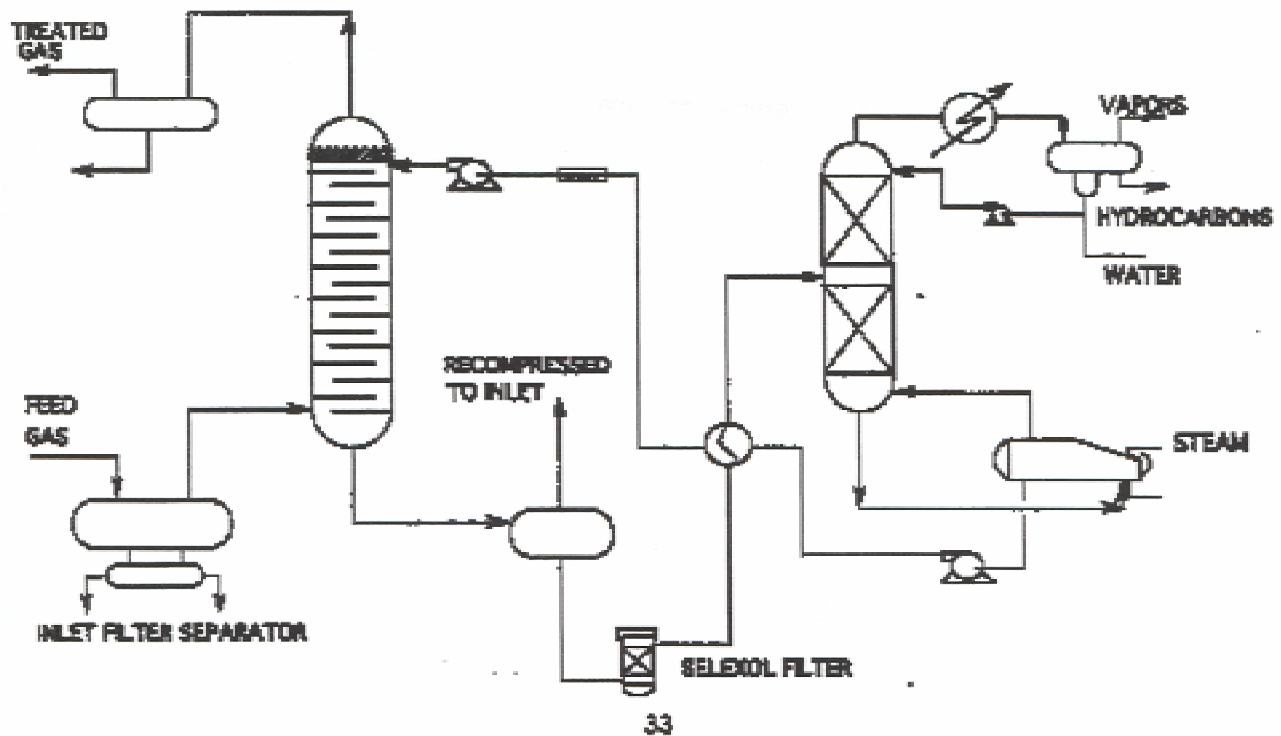 TREATED
GAS
VAPORS
HYDROCARBONS
WATER
RECOMPRESSED
TO INLET
FEED
GAS
STEAM
INLET FILTER SEPARATOR
SELEXOL FILTER
33